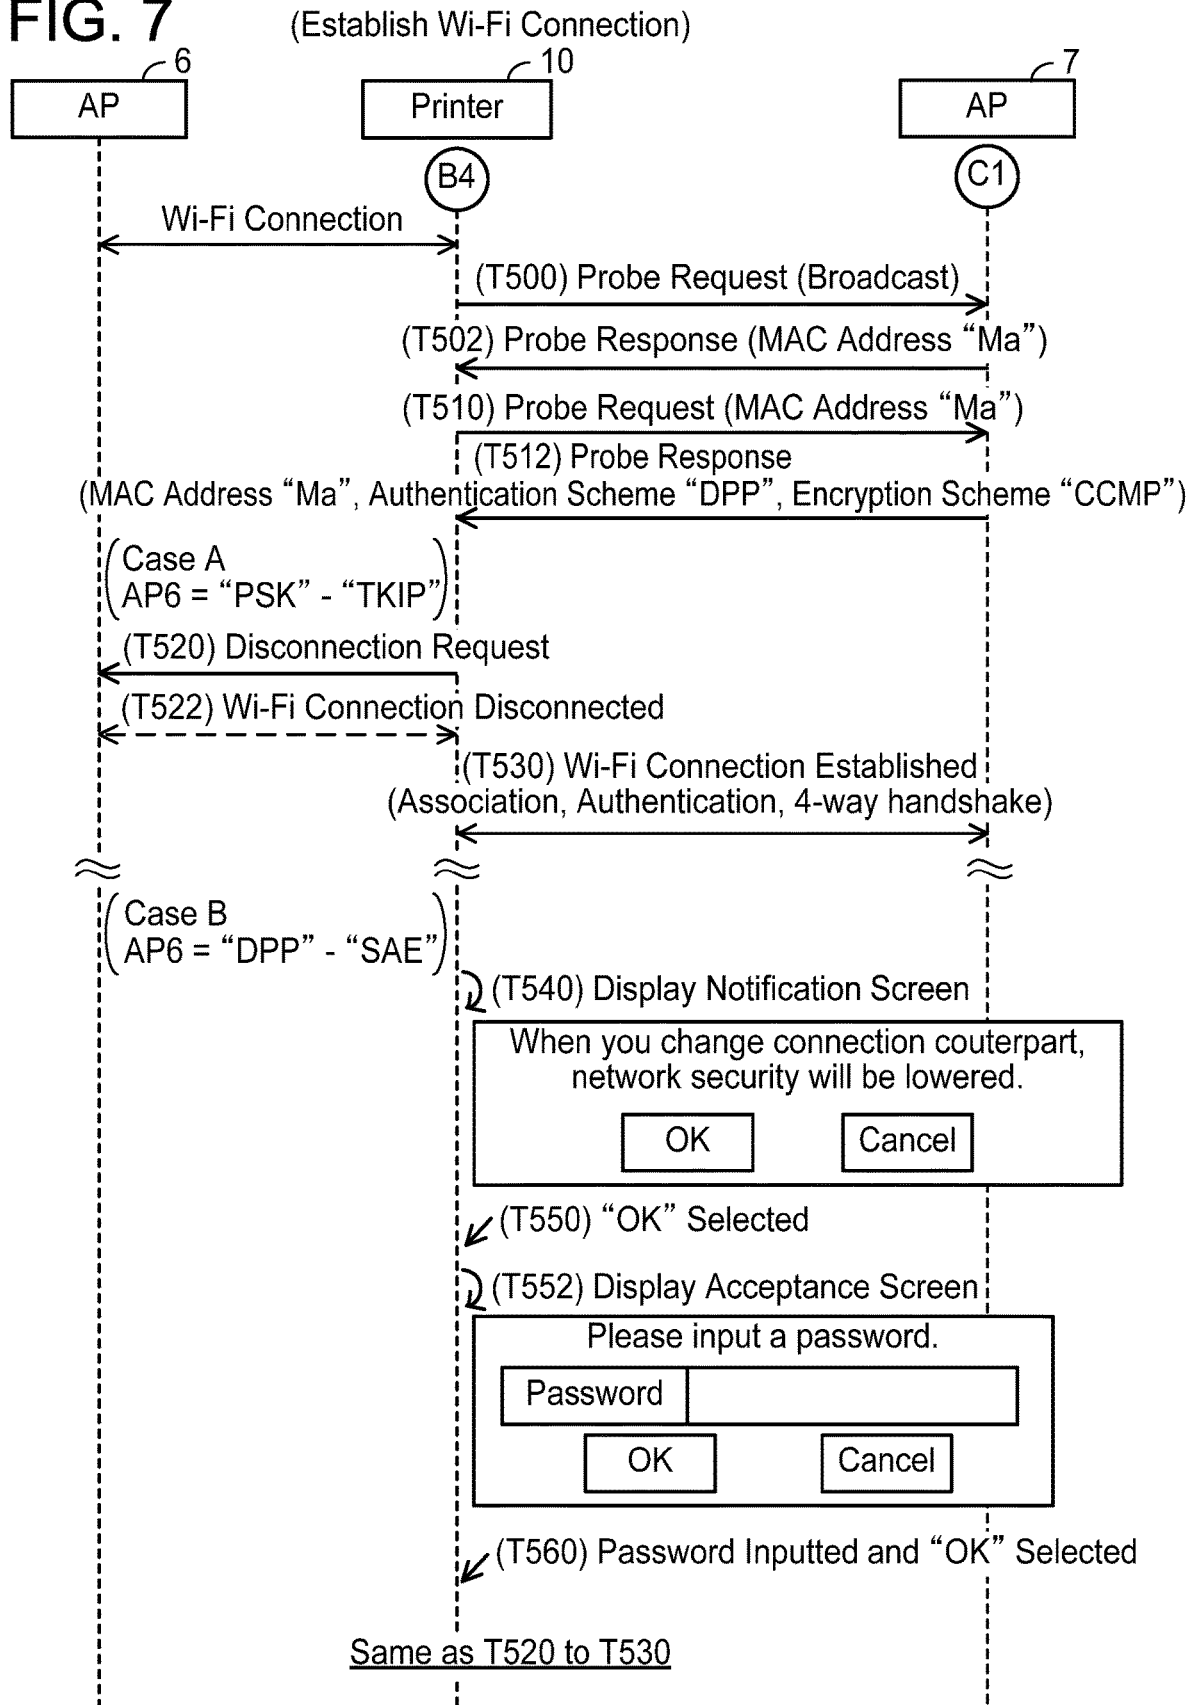 FIG. 7
(Establish Wi-Fi Connection)
6
10
7
AP
Printer
AP
B4
C1
Wi-Fi Connection
(T500) Probe Request (Broadcast)
(T502) Probe Response (MAC Address “Ma”)
(T510) Probe Request (MAC Address “Ma”)
(T512) Probe Response
(MAC Address “Ma”, Authentication Scheme “DPP”, Encryption Scheme “CCMP”)
Case A
AP6 = “PSK” - “TKIP”
(T520) Disconnection Request
(T522) Wi-Fi Connection Disconnected
(T530) Wi-Fi Connection Established
(Association, Authentication, 4-way handshake)
Case B
AP6 = “DPP” - “SAE”
(T540) Display Notification Screen
When you change connection couterpart,
network security will be lowered.
OK
Cancel
(T550) “OK” Selected
(T552) Display Acceptance Screen
Please input a password.
Password
OK
Cancel
(T560) Password Inputted and “OK” Selected
Same as T520 to T530